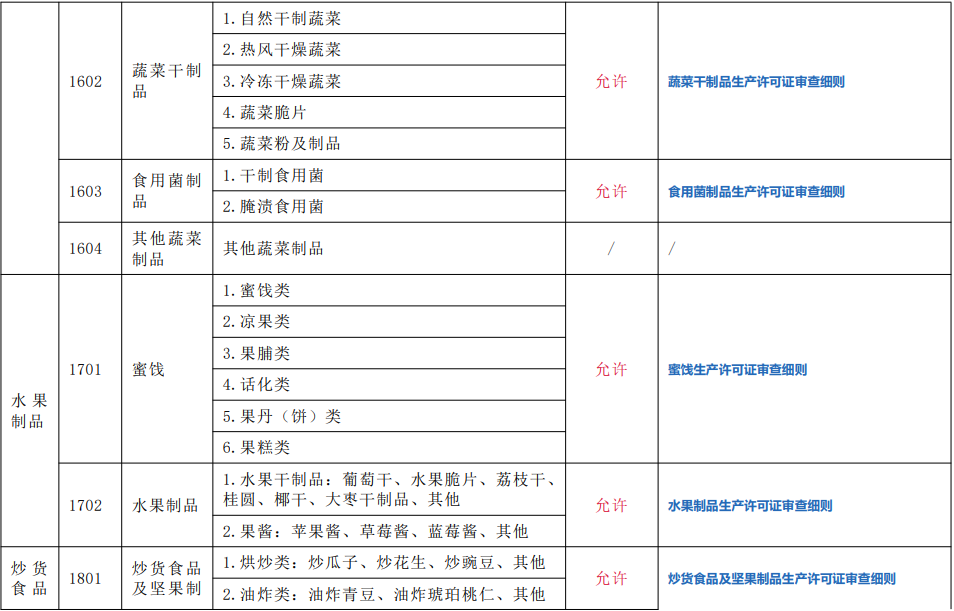 1602
蔬菜干制
品
1.自然干制蔬菜
2.热风干燥蔬菜
3.冷冻干燥蔬菜
4.蔬菜脆片
5.蔬菜粉及制品
允许
蔬菜干制品生产许可证审查细则
1603
食用菌制
品
1.干制食用菌
2.腌渍食用菌
允许
食用菌制品生产许可证审查细则
1604
其他蔬菜
制品
其他蔬菜制品
/
/
水果
制品
1701
蜜饯
1.蜜饯类
2.凉果类
3.果脯类
4.话化类
5.果丹（饼）类
6.果糕类
允许
蜜饯生产许可证审查细则
1702
水果制品
1.水果干制品：葡萄干、水果脆片、荔枝干、
桂圆、椰干、大枣干制品、其他
2.果酱：苹果酱、草莓酱、蓝莓酱、其他
允许
水果制品生产许可证审查细则
炒货
食品
1801
炒货食品
及坚果制
1.烘炒类：炒瓜子、炒花生、炒豌豆、其他
2.油炸类：油炸青豆、油炸琥珀桃仁、其他
允许
炒货食品及坚果制品生产许可证审查细则